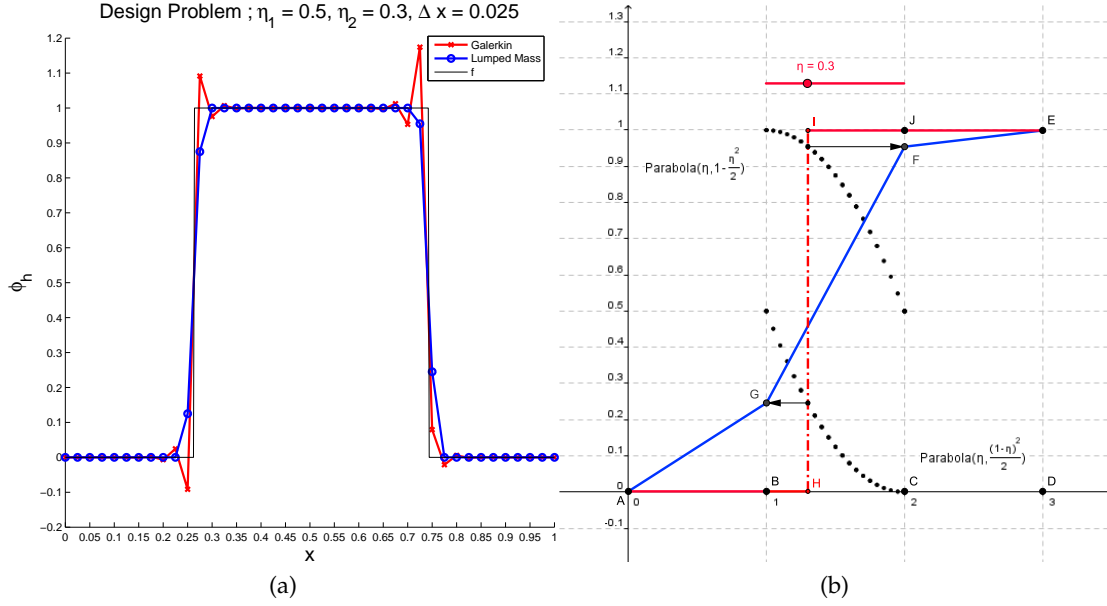 Design Problem ; η₁ = 0.5, η₂ = 0.3, Δ x = 0.025
1.2
1.1
1
0.9
0.8
0.7
0.6
0.5
0.4
0.3
0.2
0.1
0
−0.1
−0.2
ϕ_h
Galerkin
Lumped Mass
f
0 0.05 0.1 0.15 0.2 0.25 0.3 0.35 0.4 0.45 0.5 0.55 0.6 0.65 0.7 0.75 0.8 0.85 0.9 0.95 1
x
(a)
1.3
1.2
1.1
1
0.9
0.8
0.7
0.6
0.5
0.4
0.3
0.2
0.1
0
-0.1
η = 0.3
I J E
F
Parabola(η,1-η²/2)
G
Parabola(η,(1-η)²/2)
A B H C D
0 1 2 3
(b)